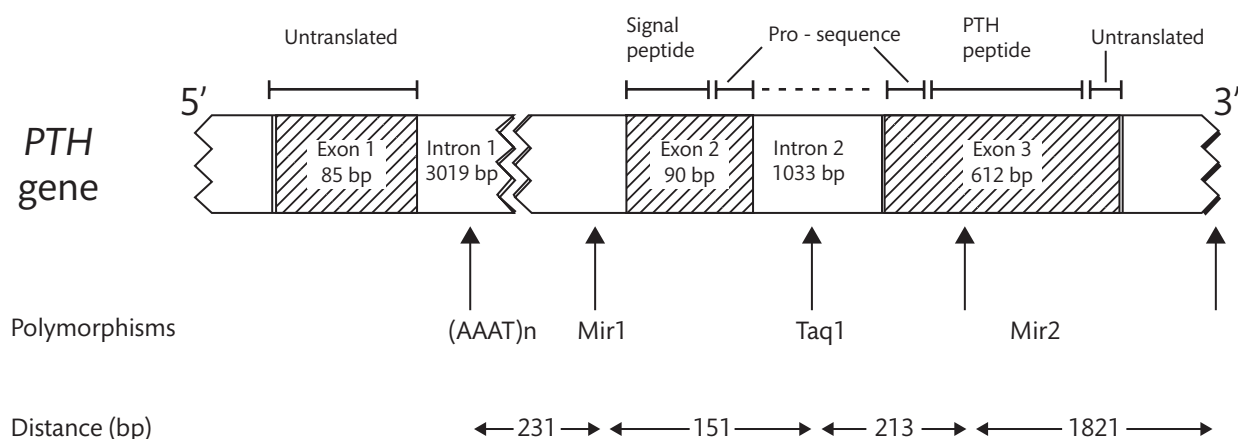 Untranslated
Signal
peptide
Pro - sequence
PTH
peptide
Untranslated
5’
3’
PTH
gene
Exon 1
85 bp
Intron 1
3019 bp
Exon 2
90 bp
Intron 2
1033 bp
Exon 3
612 bp
Polymorphisms
(AAAT)n
Mir1
Taq1
Mir2
Distance (bp)
231
151
213
1821